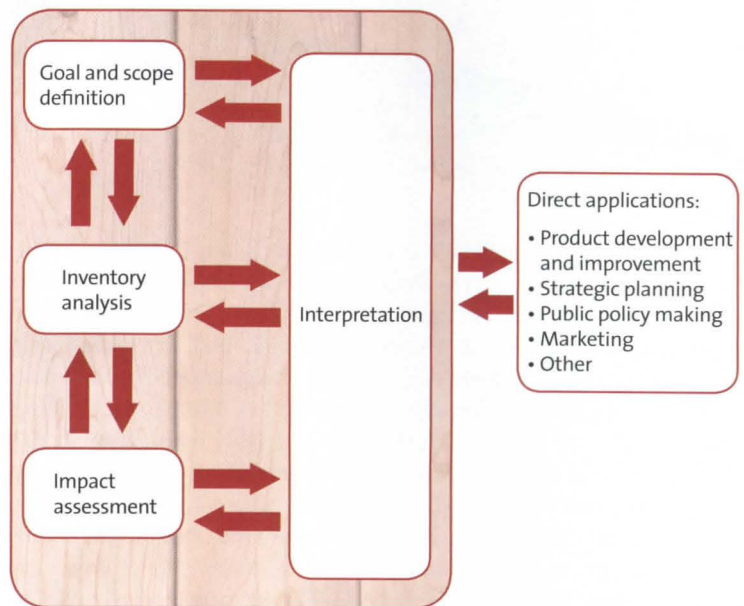 Goal and scope
definition
Inventory
analysis
Impact
assessment
Interpretation
Direct applications:
• Product development
and improvement
• Strategic planning
• Public policy making
• Marketing
• Other